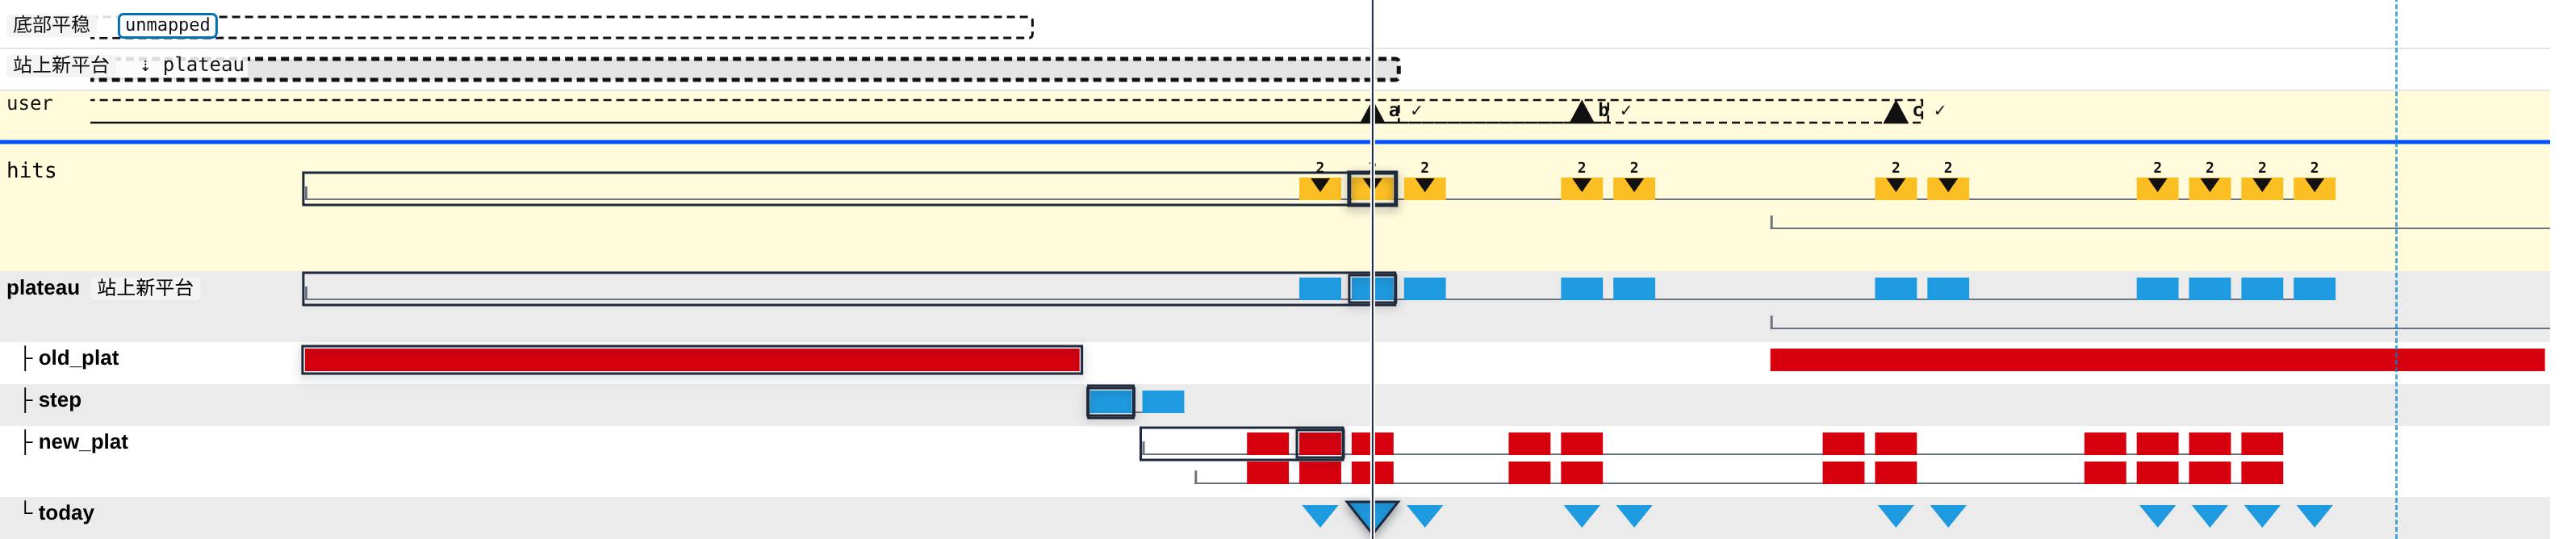 底部平稳 unmapped
站上新平台 ⇣ plateau
user a ✓ b ✓ c ✓
hits 2 2 2 2 2 2 2 2 2 2
plateau 站上新平台
old_plat
step
new_plat
today